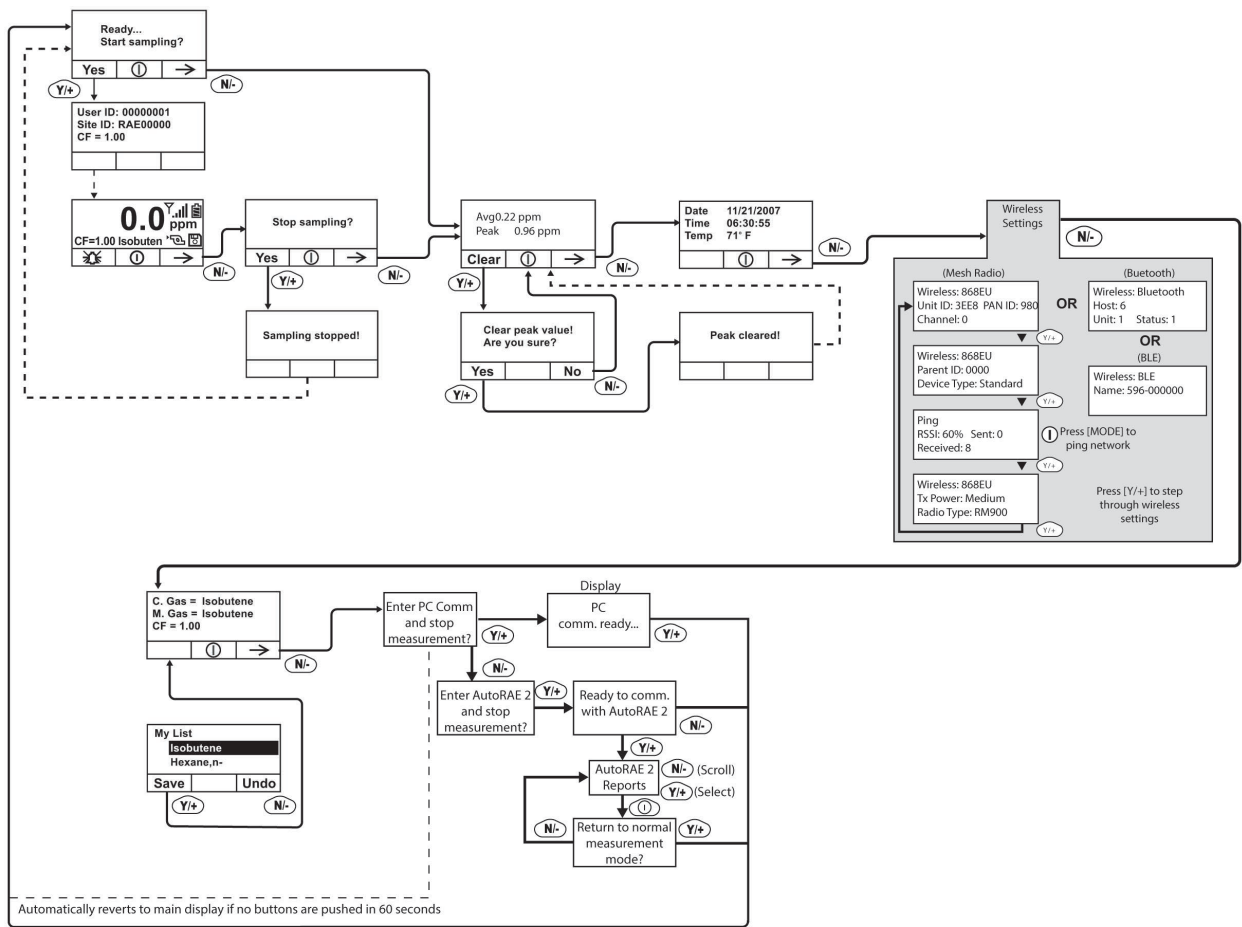 Ready...
Start sampling?
Yes
N/-
Y/+
User ID: 00000001
Site ID: RAE00000
CF = 1.00
0.0
ppm
CF=1.00 Isobuten
N/-
Stop sampling?
Yes
N/-
Y/+
Sampling stopped!
Avg0.22 ppm
Peak 0.96 ppm
Clear
N/-
Y/+
Clear peak value!
Are you sure?
Yes No
Y/+
N/-
Peak cleared!
Date 11/21/2007
Time 06:30:55
Temp 71° F
N/-
Wireless
Settings
N/-
(Mesh Radio)
Wireless: 868EU
Unit ID: 3EE8 PAN ID: 980
Channel: 0
Y/+
OR
(Buetooth)
Wireless: Bluetooth
Host: 6
Unit: 1 Status: 1
OR
(BLE)
Wireless: BLE
Name: 596-000000
Wireless: 868EU
Parent ID: 0000
Device Type: Standard
Y/+
Ping
RSSI: 60% Sent: 0
Received: 8
Y/+
Press [MODE] to
ping network
Wireless: 868EU
Tx Power: Medium
Radio Type: RM900
Y/+
Press [Y/+] to step
through wireless
settings
C. Gas = Isobutene
M. Gas = Isobutene
CF = 1.00
N/-
My List
Isobutene
Hexane,n-
Save Undo
Y/+
N/-
Enter PC Comm
and stop
measurement?
Y/+
N/-
Display
PC
comm. ready...
Y/+
Enter AutoRAE 2
and stop
measurement?
Y/+
Ready to comm.
with AutoRAE 2
N/-
Y/+
AutoRAE 2
Reports
N/- (Scroll)
Y/+ (Select)
N/-
Return to normal
measurement
mode?
Y/+
Automatically reverts to main display if no buttons are pushed in 60 seconds